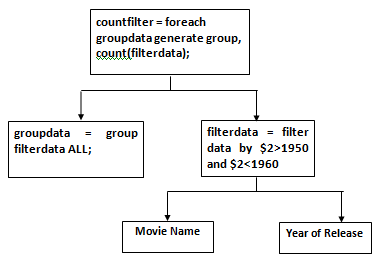 countfilter = foreach
groupdata generate group,
count(filterdata);
groupdata = group
filterdata ALL;
filterdata = filter
data by $2>1950
and $2<1960
Movie Name
Year of Release